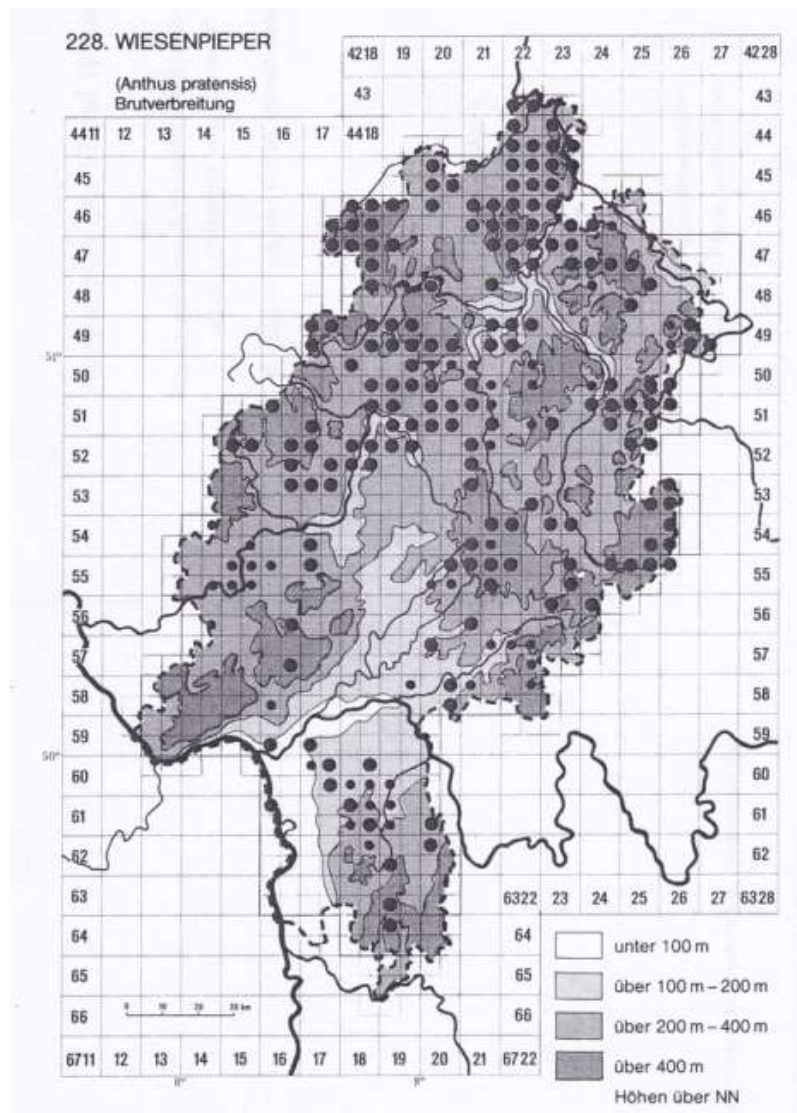 228. WIESENPIEPER
(Anthus pratensis)
Brutverbreitung
4218 19 20 21 22 23 24 25 26 27 4228
43 43
4411 12 13 14 15 16 17 4418 44
45 45
46 46
47 47
48 48
49 49
51°
50 50
51 51
52 52
53 53
54 54
55 55
56 56
57 57
58 58
59 59
50°
60 60
61 61
62 62
63 6322 23 24 25 26 27 6328
64 64
65 65
66 66
0 10 20 30 km
6711 12 13 14 15 16 17 18 19 20 21 6722
unter 100 m
über 100 m – 200 m
über 200 m – 400 m
über 400 m
Höhen über NN